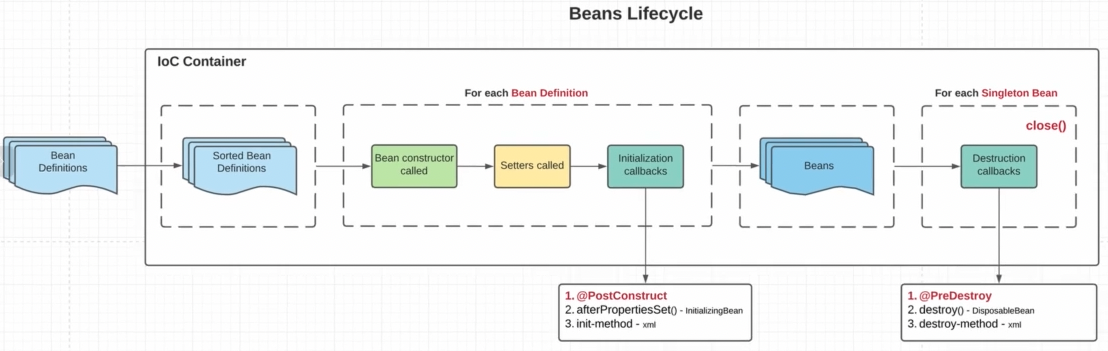 Beans Lifecycle
IoC Container
For each Bean Definition
For each Singleton Bean
close()
Bean
Definitions
Sorted Bean
Definitions
Bean constructor
called
Setters called
Initialization
callbacks
Beans
Destruction
callbacks
1. @PostConstruct
2. afterPropertiesSet() - InitializingBean
3. init-method - xml
1. @PreDestroy
2. destroy() - DisposableBean
3. destroy-method - xml